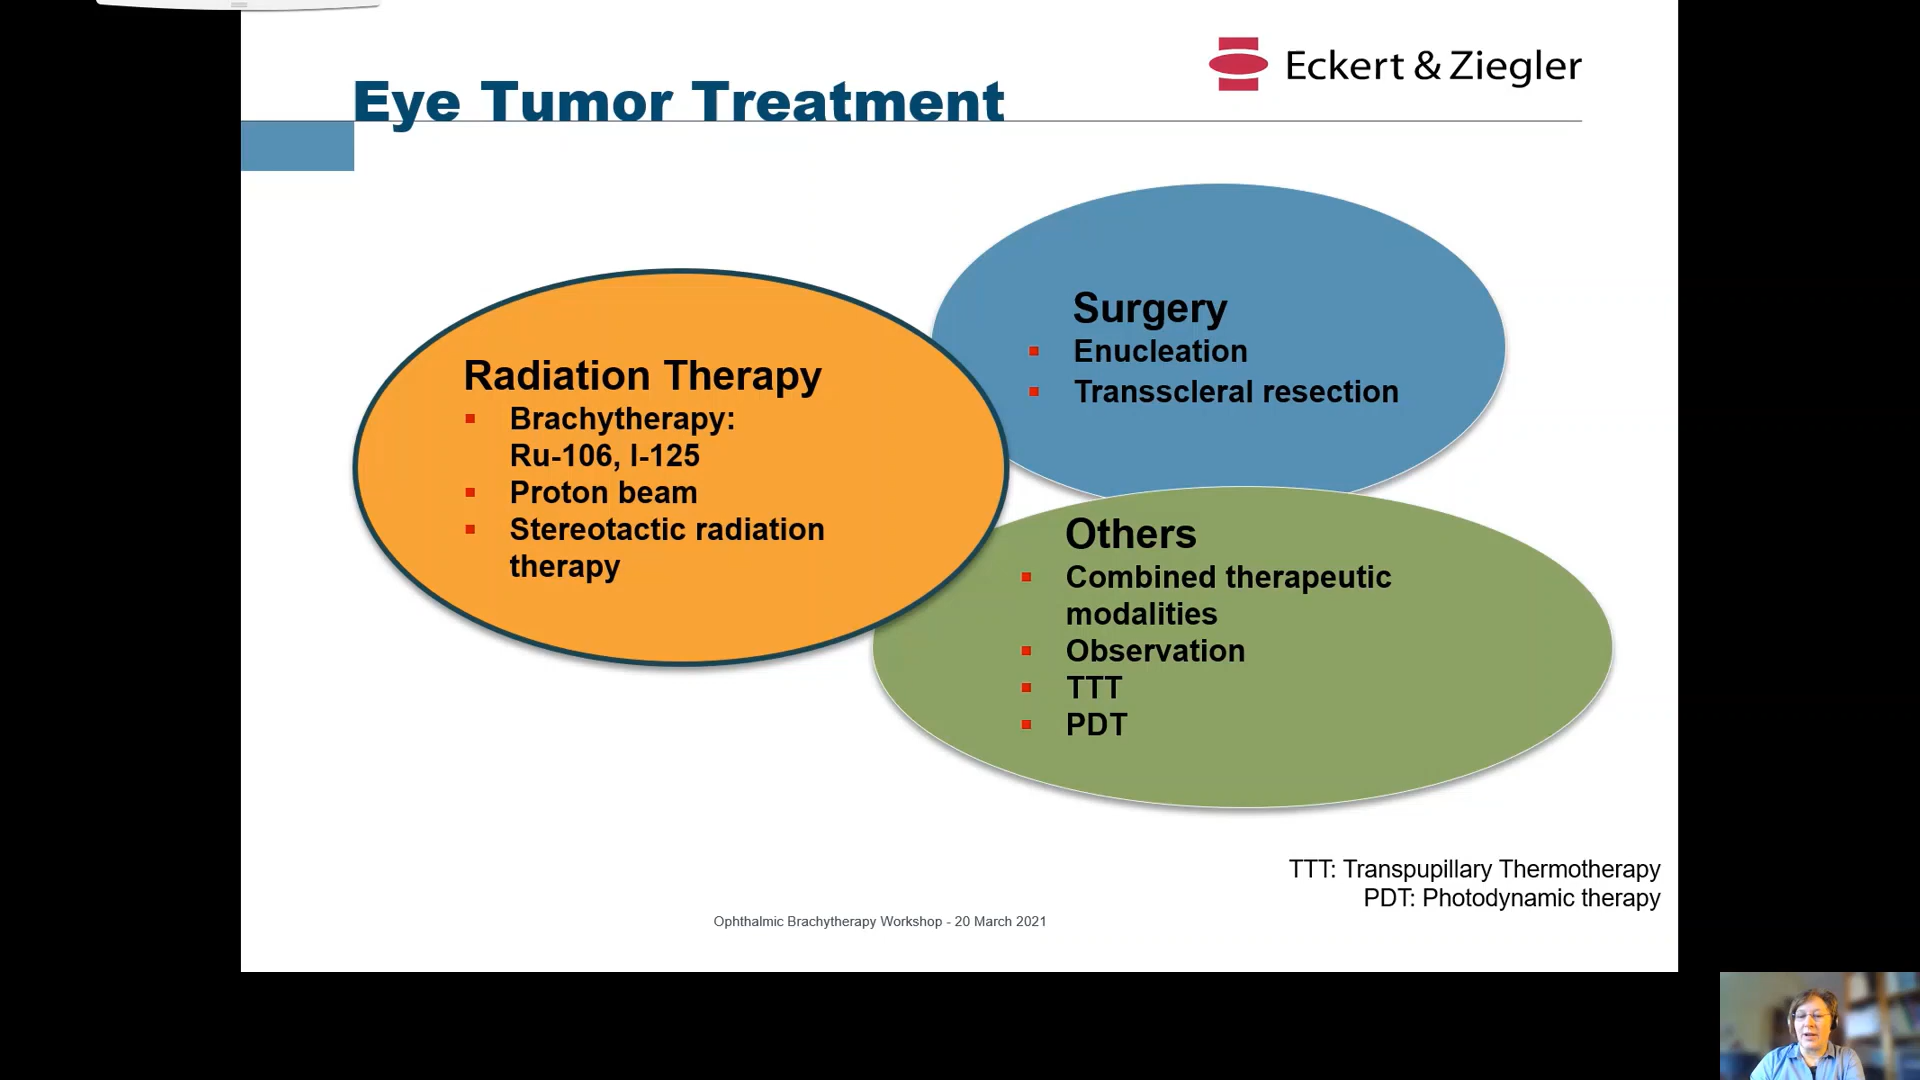 Eckert & Ziegler
Eye Tumor Treatment
Radiation Therapy
Brachytherapy:
Ru-106, I-125
Proton beam
Stereotactic radiation
therapy
Surgery
Enucleation
Transscleral resection
Others
Combined therapeutic
modalities
Observation
TTT
PDT
TTT: Transpupillary Thermotherapy
PDT: Photodynamic therapy
Ophthalmic Brachytherapy Workshop - 20 March 2021